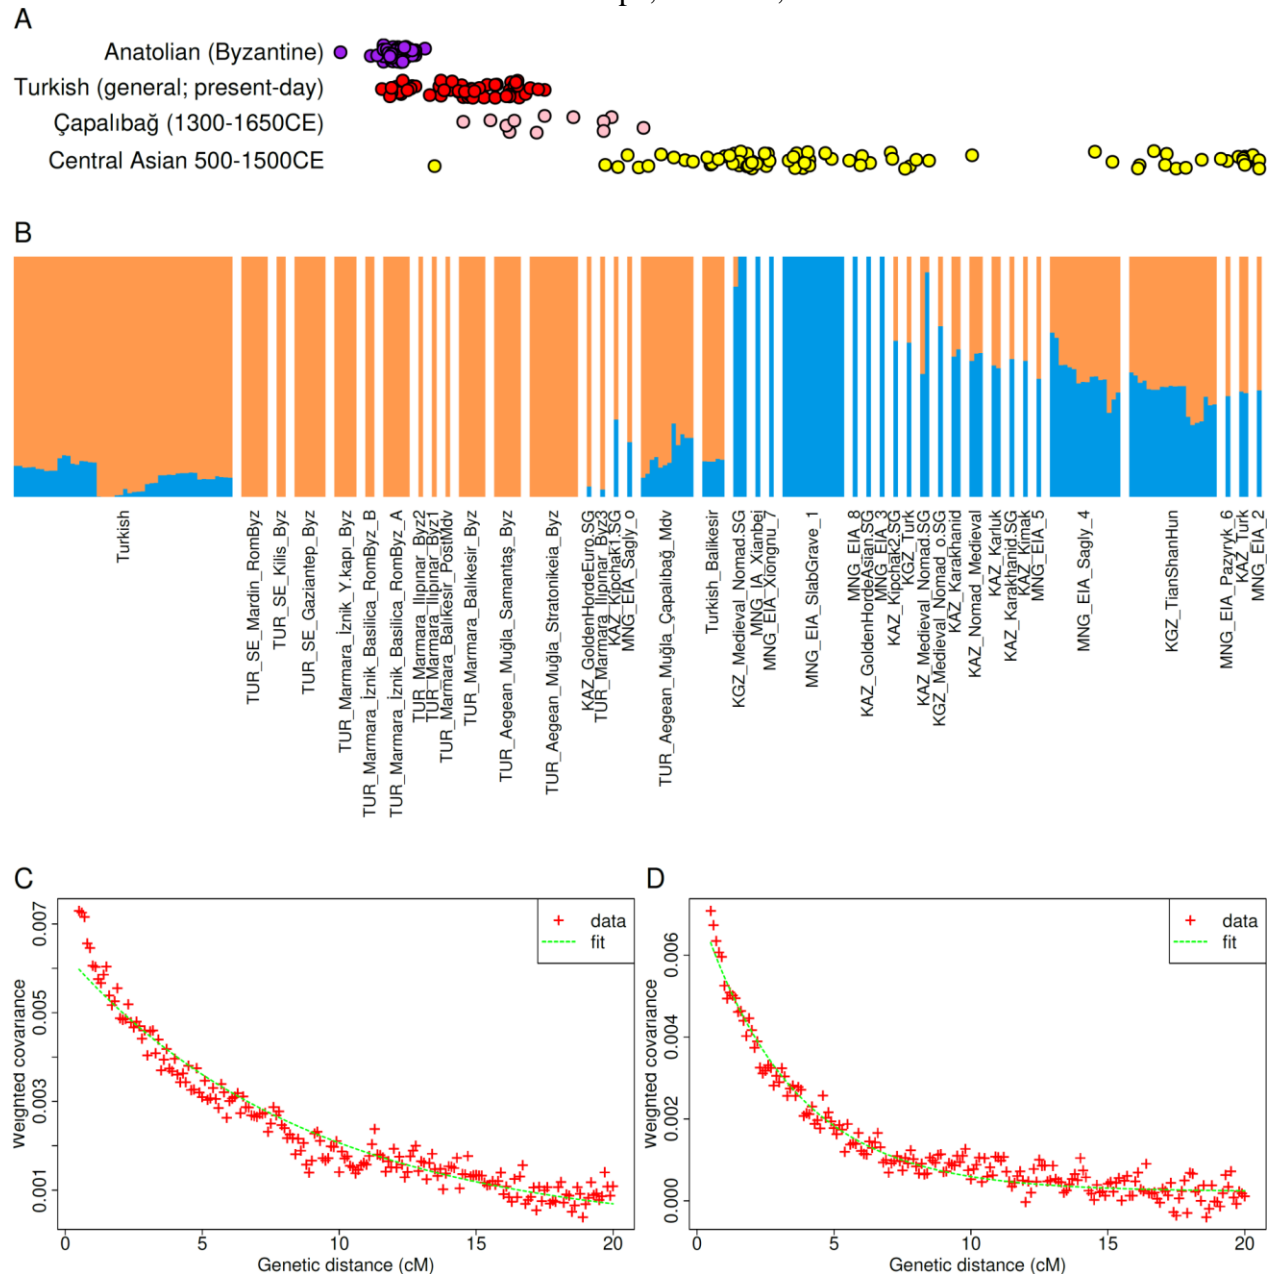 A
Anatolian (Byzantine)
Turkish (general; present-day)
Çapalıbağ (1300-1650CE)
Central Asian 500-1500CE
B
Turkish
TUR_SE_Mardin_RomByz
TUR_SE_Kilis_Byz
TUR_SE_Gaziantep_Byz
TUR_Marmara_İznik_Y.kapı_Byz
TUR_Marmara_İznik_Basilica_RomByz_B
TUR_Marmara_İznik_Basilica_RomByz_A
TUR_Marmara_Ilıpınar_Byz2
TUR_Marmara_Ilıpınar_Byz1
TUR_Marmara_Balıkesir_PostMdv
TUR_Marmara_Balıkesir_Byz
TUR_Aegean_Muğla_Samantaş_Byz
TUR_Aegean_Muğla_Stratonikeia_Byz
KAZ_GoldenHordeEuro.SG
TUR_Marmara_Ilıpınar_Byz3
KAZ_Kipchak1.SG
MNG_EIA_Sagly_o
TUR_Aegean_Muğla_Çapalıbağ_Mdv
Turkish_Balikesir
KGZ_Medieval_Nomad.SG
MNG_IA_Xianbei
MNG_EIA_Xiongnu_7
MNG_EIA_SlabGrave_1
MNG_EIA_8
KAZ_GoldenHordeAsian.SG
MNG_EIA_3
KAZ_Kipchak2.SG
KGZ_Turk
KAZ_Medieval_Nomad.SG
KGZ_Medieval_Nomad_o.SG
KAZ_Karakhanid
KAZ_Nomad_Medieval
KAZ_Karluk
KAZ_Karakhanid.SG
KAZ_Kimak
MNG_EIA_5
MNG_EIA_Sagly_4
KGZ_TianShanHun
MNG_EIA_Pazyryk_6
KAZ_Turk
MNG_EIA_2
C
Weighted covariance
0.007
0.005
0.003
0.001
data
fit
0 5 10 15 20
Genetic distance (cM)
D
Weighted covariance
0.006
0.004
0.002
0.000
data
fit
0 5 10 15 20
Genetic distance (cM)